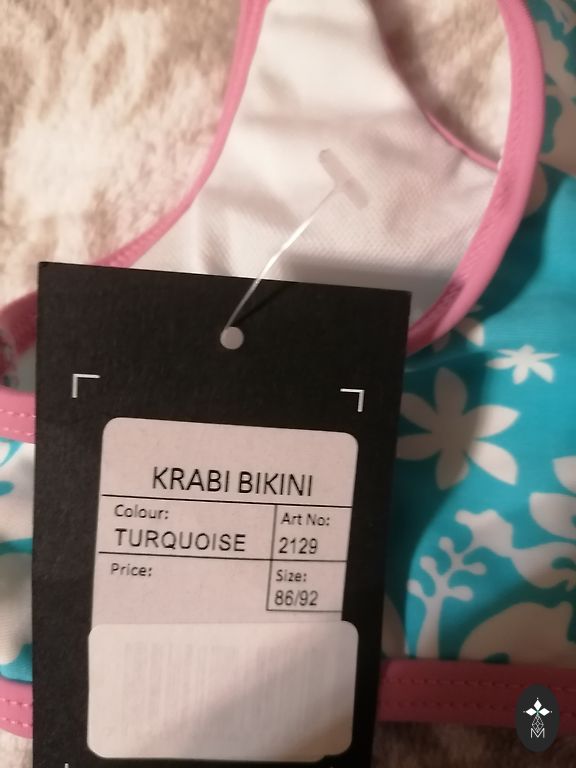 KRABI BIKINI
Colour:
TURQUOISE
Art No:
2129
Price:
Size:
86/92
M